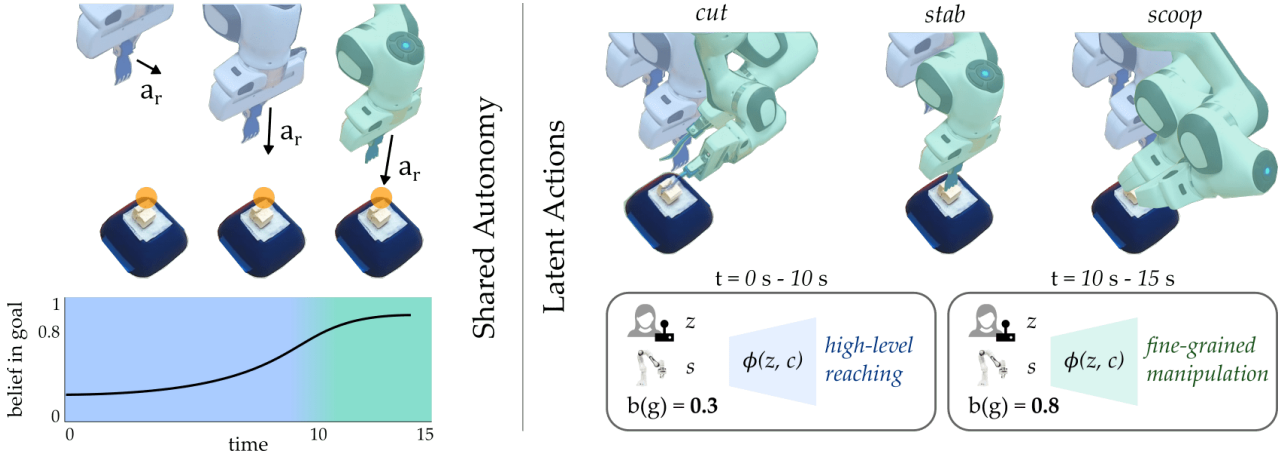 a_r
a_r
a_r
belief in goal
1
0.8
0
0
10
15
time
Shared Autonomy
Latent Actions
cut
stab
scoop
t = 0 s - 10 s
z
s
ϕ(z, c)
high-level
reaching
b(g) = 0.3
t = 10 s - 15 s
z
s
ϕ(z, c)
fine-grained
manipulation
b(g) = 0.8